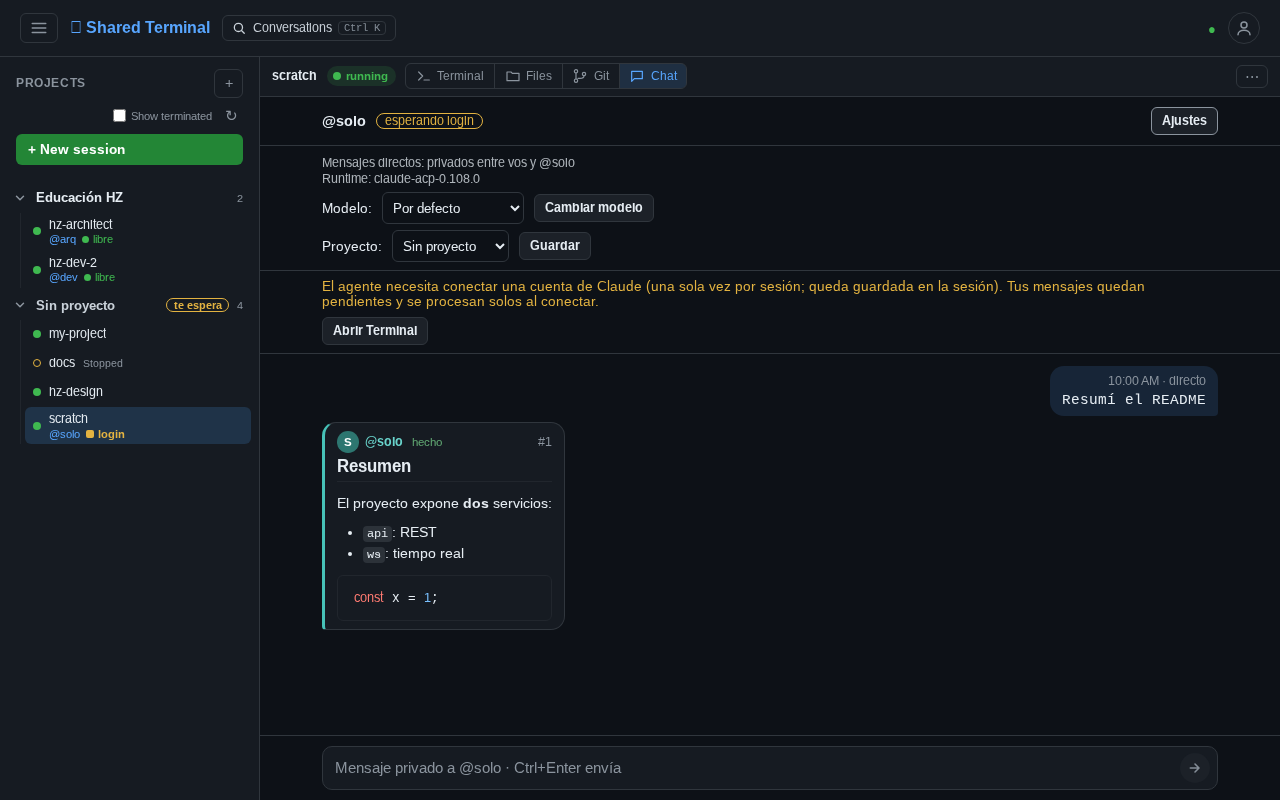 Shared Terminal
Conversations Ctrl K
PROJECTS
+
Show terminated
+ New session
Educación HZ 2
hz-architect
@arq libre
hz-dev-2
@dev libre
Sin proyecto te espera 4
my-project
docs Stopped
hz-design
scratch
@solo login
scratch running Terminal Files Git Chat
@solo esperando login Ajustes
Mensajes directos: privados entre vos y @solo
Runtime: claude-acp-0.108.0
Modelo: Por defecto Cambiar modelo
Proyecto: Sin proyecto Guardar
El agente necesita conectar una cuenta de Claude (una sola vez por sesión; queda guardada en la sesión). Tus mensajes quedan
pendientes y se procesan solos al conectar.
Abrir Terminal
10:00 AM · directo
Resumí el README
S @solo hecho #1
Resumen
El proyecto expone dos servicios:
• api: REST
• ws: tiempo real
const x = 1;
Mensaje privado a @solo · Ctrl+Enter envía